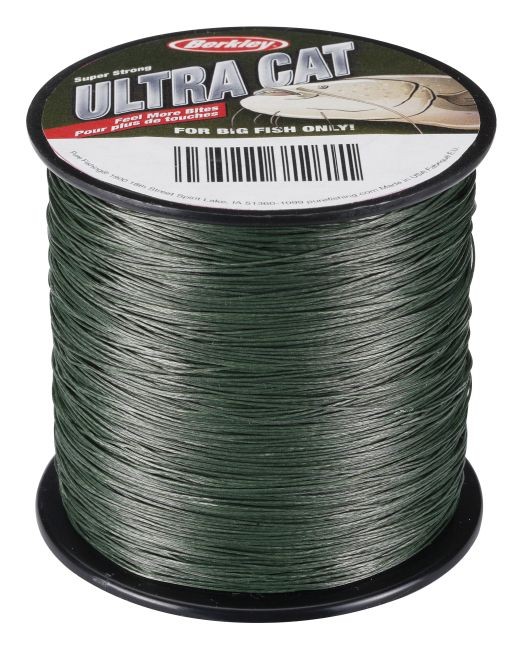 Berkley
Super Strong
ULTRA CAT
Feel More Bites
Pour plus de touches
FOR BIG FISH ONLY!
Pure Fishing® 1900 18th Street Spirit Lake, IA 51360-1099 purefishing.com Made in USA Fabriqué E.U.